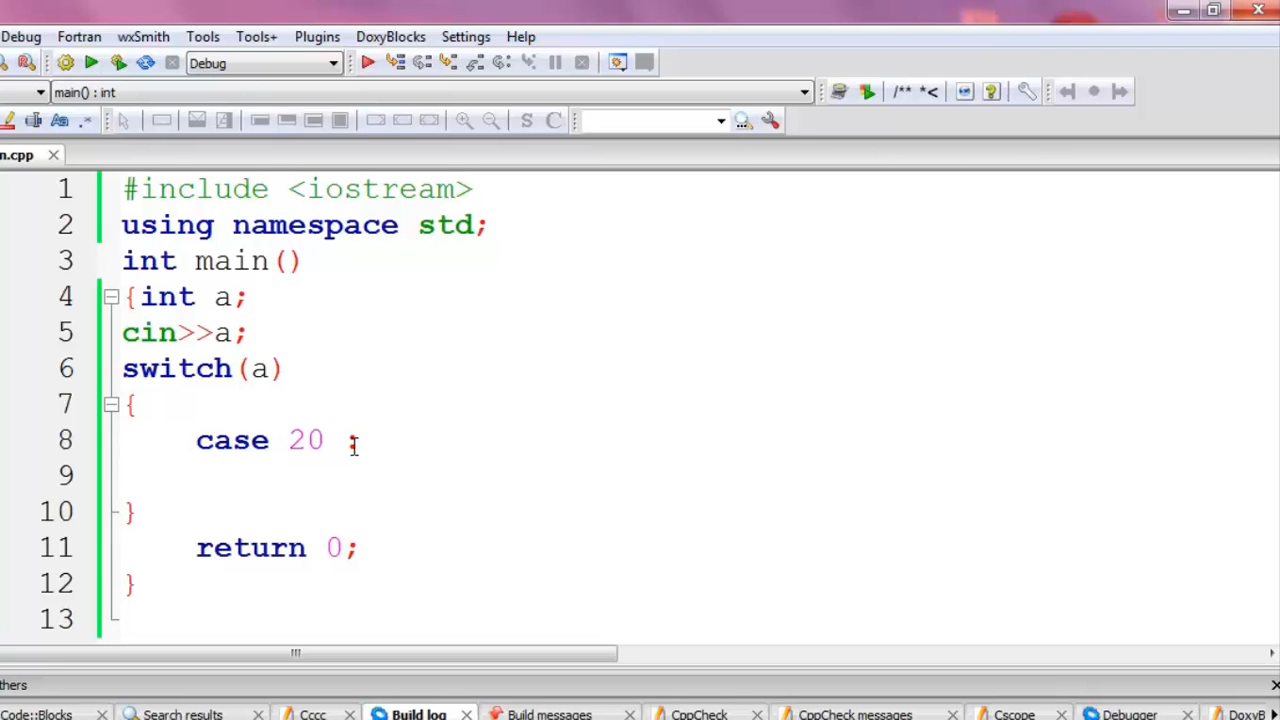 Debug Fortran wxSmith Tools Tools+ Plugins DoxyBlocks Settings Help
Debug
main() : int /** *<
S C
n.cpp
1 #include <iostream>
2 using namespace std;
3 int main()
4 {int a;
5 cin>>a;
6 switch(a)
7 {
8 case 20 :
9
10 }
11 return 0;
12 }
13
thers
Code::Blocks Search results Cccc Build log Build messages CppCheck CppCheck messages Cscope Debugger DoxyB